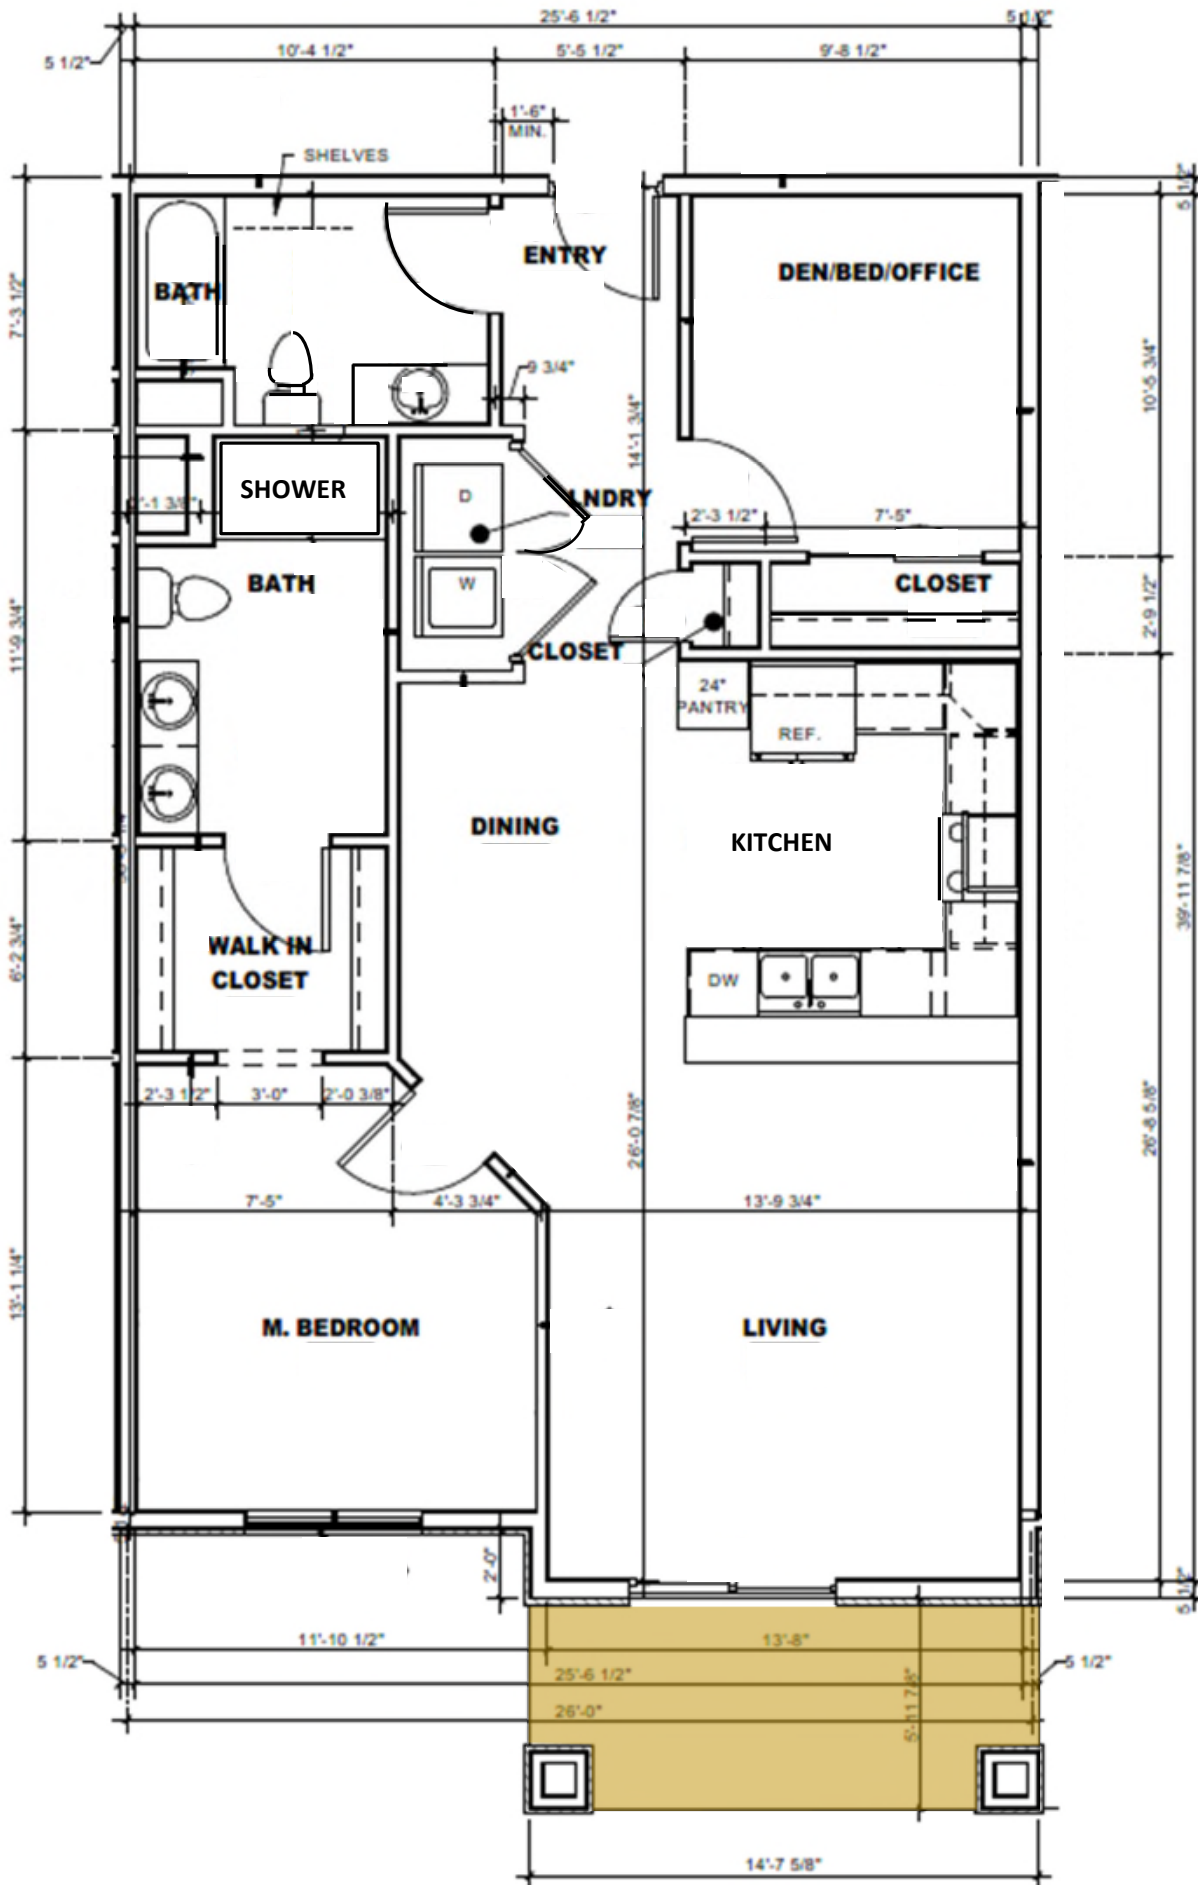 25'-6 1/2"
5 1/2"
5 1/2"
10'-4 1/2"
5'-5 1/2"
9'-8 1/2"
1'-6"
MIN.
SHELVES
5 1/2"
ENTRY
DEN/BED/OFFICE
BATH
7'-3 1/2"
9 3/4"
10'-5 3/4"
14'-1 3/4"
SHOWER
D
LNDRY
2'-3 1/2"
7'-5"
BATH
W
CLOSET
11'-9 3/4"
2'-9 1/2"
CLOSET
24"
PANTRY
REF.
DINING
KITCHEN
39'-11 7/8"
WALK IN
CLOSET
6'-2 3/4"
DW
2'-3 1/2"
3'-0"
2'-0 3/8"
26'-0 7/8"
26'-8 5/8"
7'-5"
4'-3 3/4"
13'-9 3/4"
13'-1 1/4"
M. BEDROOM
LIVING
2'-0"
5 1/2"
11'-10 1/2"
13'-8"
5 1/2"
25'-6 1/2"
5 1/2"
26'-0"
5'-11 7/8"
14'-7 5/8"